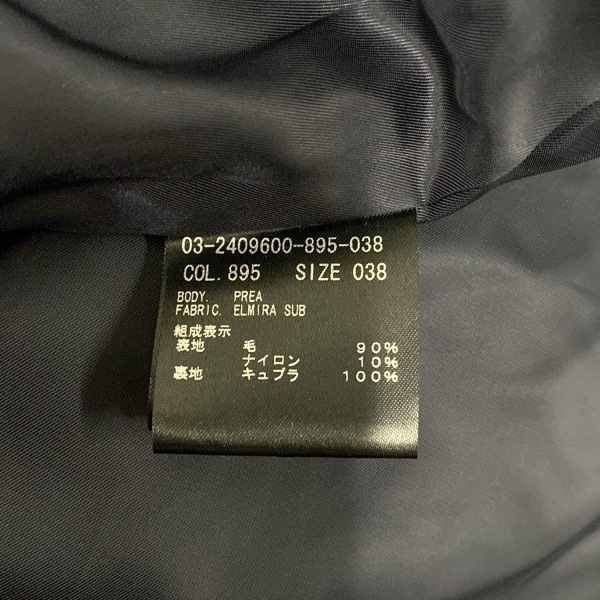 03-2409600-895-038
COL. 895 SIZE 038
BODY. PREA
FABRIC. ELMIRA SUB
組成表示
表地 毛 90%
ナイロン 10%
裏地 キュプラ 100%